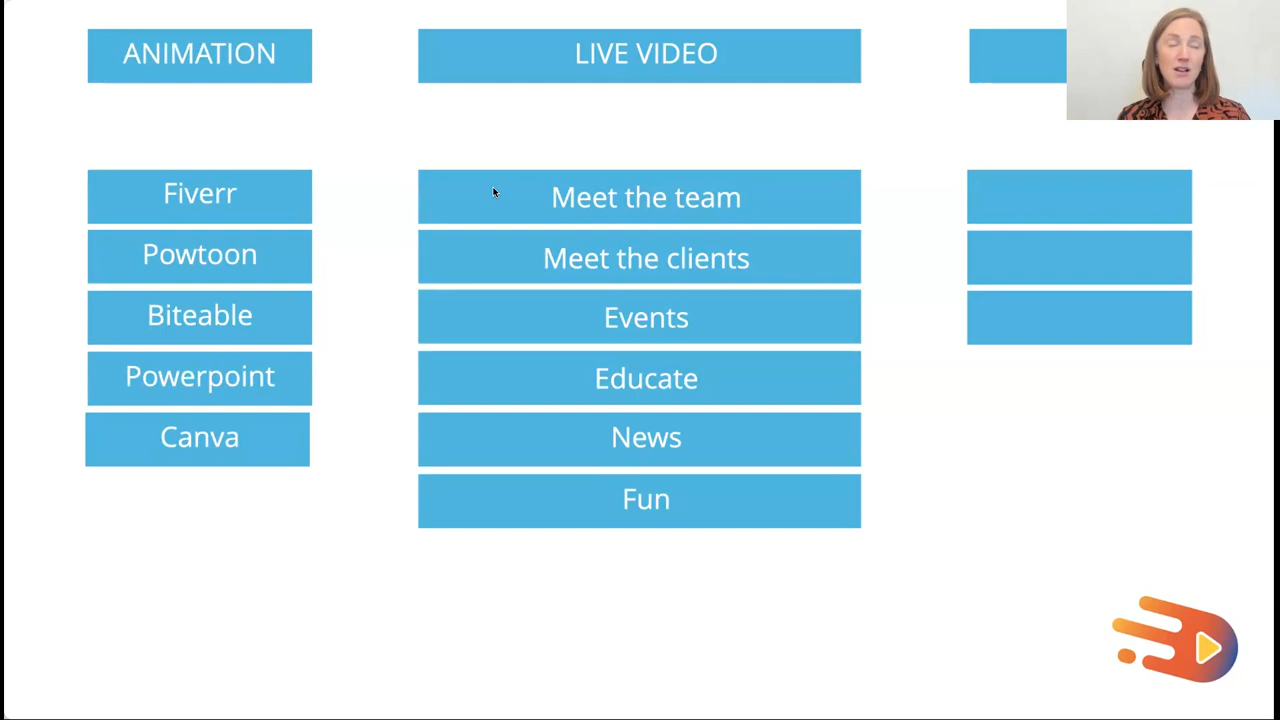 ANIMATION
LIVE VIDEO
Fiverr
Powtoon
Biteable
Powerpoint
Canva
Meet the team
Meet the clients
Events
Educate
News
Fun